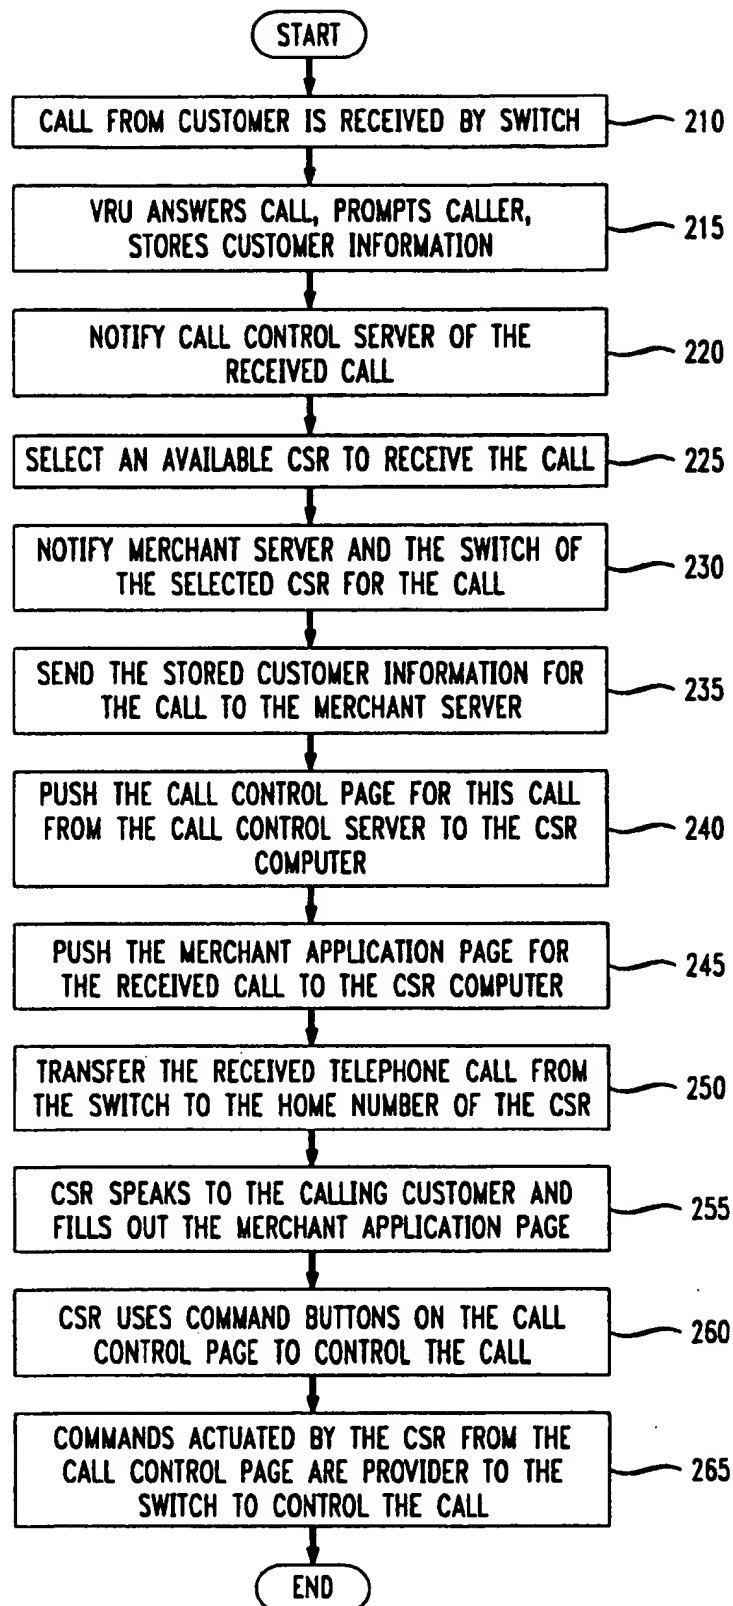 START
CALL FROM CUSTOMER IS RECEIVED BY SWITCH
210
VRU ANSWERS CALL, PROMPTS CALLER,
STORES CUSTOMER INFORMATION
215
NOTIFY CALL CONTROL SERVER OF THE
RECEIVED CALL
220
SELECT AN AVAILABLE CSR TO RECEIVE THE CALL
225
NOTIFY MERCHANT SERVER AND THE SWITCH OF
THE SELECTED CSR FOR THE CALL
230
SEND THE STORED CUSTOMER INFORMATION FOR
THE CALL TO THE MERCHANT SERVER
235
PUSH THE CALL CONTROL PAGE FOR THIS CALL
FROM THE CALL CONTROL SERVER TO THE CSR
COMPUTER
240
PUSH THE MERCHANT APPLICATION PAGE FOR
THE RECEIVED CALL TO THE CSR COMPUTER
245
TRANSFER THE RECEIVED TELEPHONE CALL FROM
THE SWITCH TO THE HOME NUMBER OF THE CSR
250
CSR SPEAKS TO THE CALLING CUSTOMER AND
FILLS OUT THE MERCHANT APPLICATION PAGE
255
CSR USES COMMAND BUTTONS ON THE CALL
CONTROL PAGE TO CONTROL THE CALL
260
COMMANDS ACTUATED BY THE CSR FROM THE
CALL CONTROL PAGE ARE PROVIDER TO THE
SWITCH TO CONTROL THE CALL
265
END